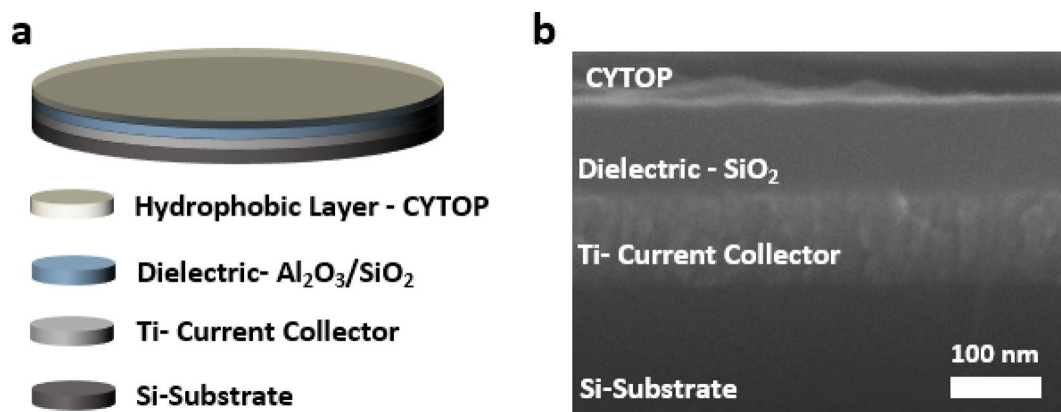 a
Hydrophobic Layer - CYTOP
Dielectric- Al₂O₃/SiO₂
Ti- Current Collector
Si-Substrate
b
CYTOP
Dielectric - SiO₂
Ti- Current Collector
100 nm
Si-Substrate